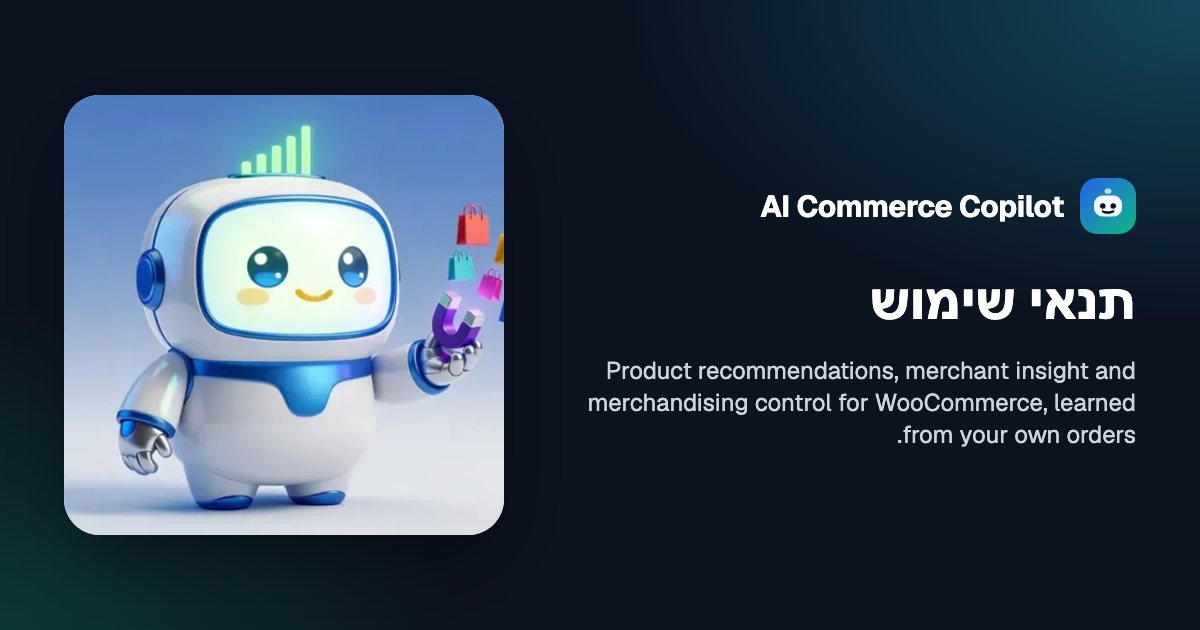 AI Commerce Copilot
תנאי שימוש
Product recommendations, merchant insight and
merchandising control for WooCommerce, learned
.from your own orders